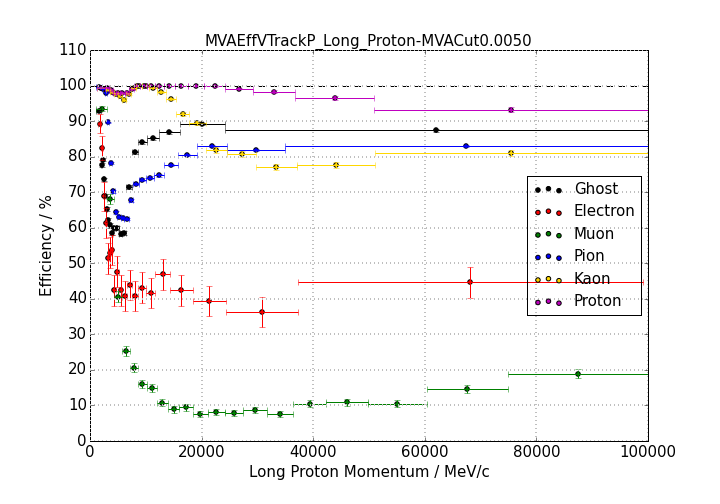 MVAEffVTrackP_Long_Proton-MVACut0.0050
110
100
90
80
70
60
50
40
30
20
10
0
Efficiency / %
Ghost
Electron
Muon
Pion
Kaon
Proton
0 20000 40000 60000 80000 100000
Long Proton Momentum / MeV/c